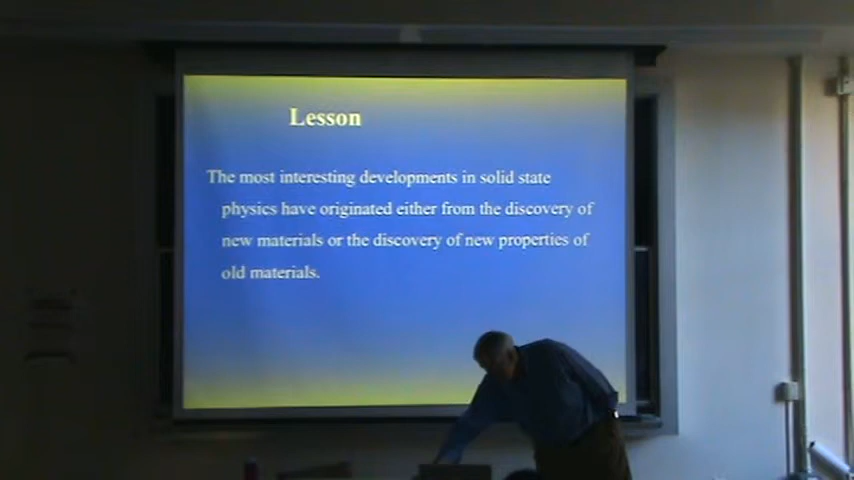 Lesson
The most interesting developments in solid state
physics have originated either from the discovery of
new materials or the discovery of new properties of
old materials.